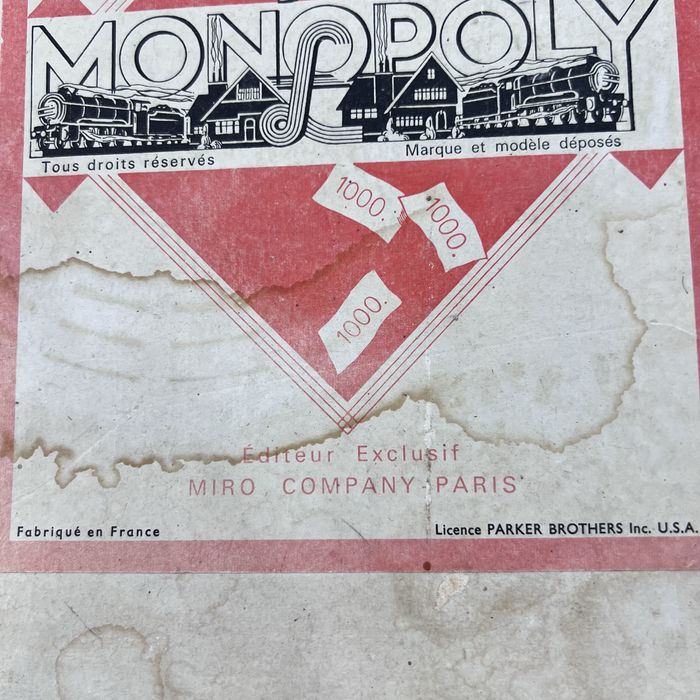 MONOPOLY
Tous droits réservés
Marque et modèle déposés
1000.
1000.
1000.
Éditeur Exclusif
MIRO COMPANY PARIS
Fabriqué en France
Licence PARKER BROTHERS Inc. U.S.A.